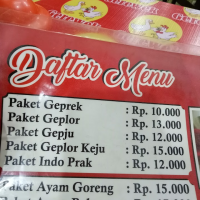 Daftar Menu
Paket Geprek : Rp. 10.000
Paket Geplor : Rp. 13.000
Paket Gepju : Rp. 12.000
Paket Geplor Keju : Rp. 15.000
Paket Indo Prak : Rp. 12.000
Paket Ayam Goreng : Rp. 15.000